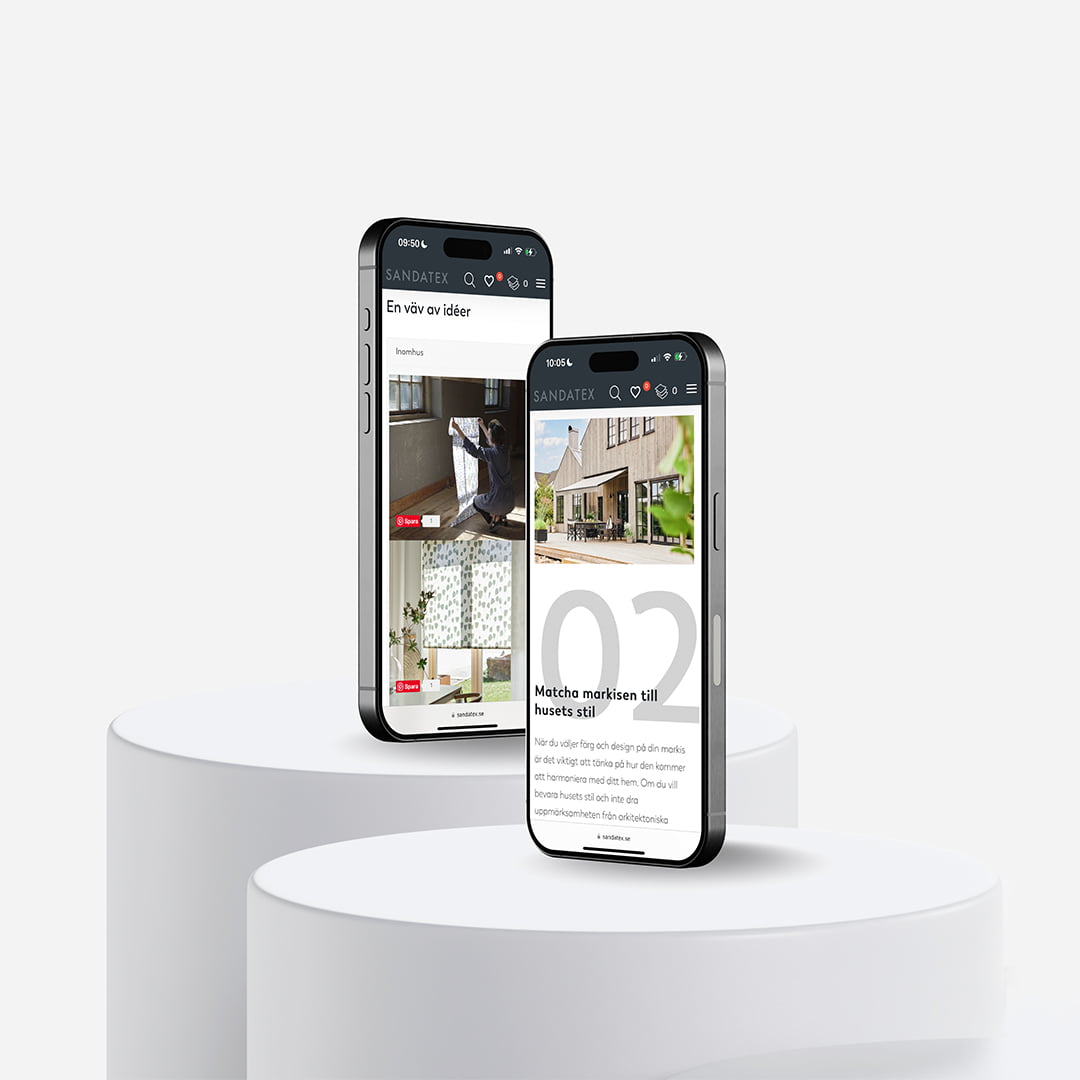 09:50
SANDATEX
0
0
En väv av idéer
Inomhus
Spara
1
Spara
1
sandatex.se
10:05
SANDATEX
0
0
02
Matcha markisen till
husets stil
När du väljer färg och design på din markis
är det viktigt att tänka på hur den kommer
att harmoniera med ditt hem. Om du vill
bevara husets stil och inte dra
uppmärksamheten från arkitektoniska
sandatex.se